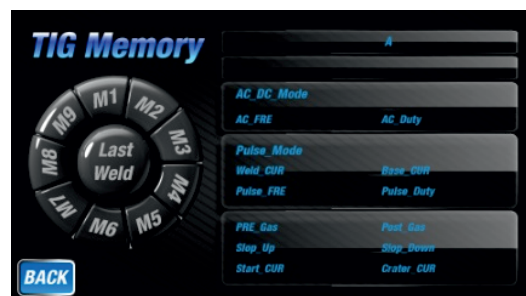 TIG Memory
A
M1
M2
M3
M4
M5
M6
M7
M8
M9
Last
Weld
AC_DC_Mode
AC_FRE AC_Duty
Pulse_Mode
Weld_CUR Base_CUR
Pulse_FRE Pulse_Duty
PRE_Gas Post_Gas
Slop_Up Slop_Down
Start_CUR Crater_CUR
BACK